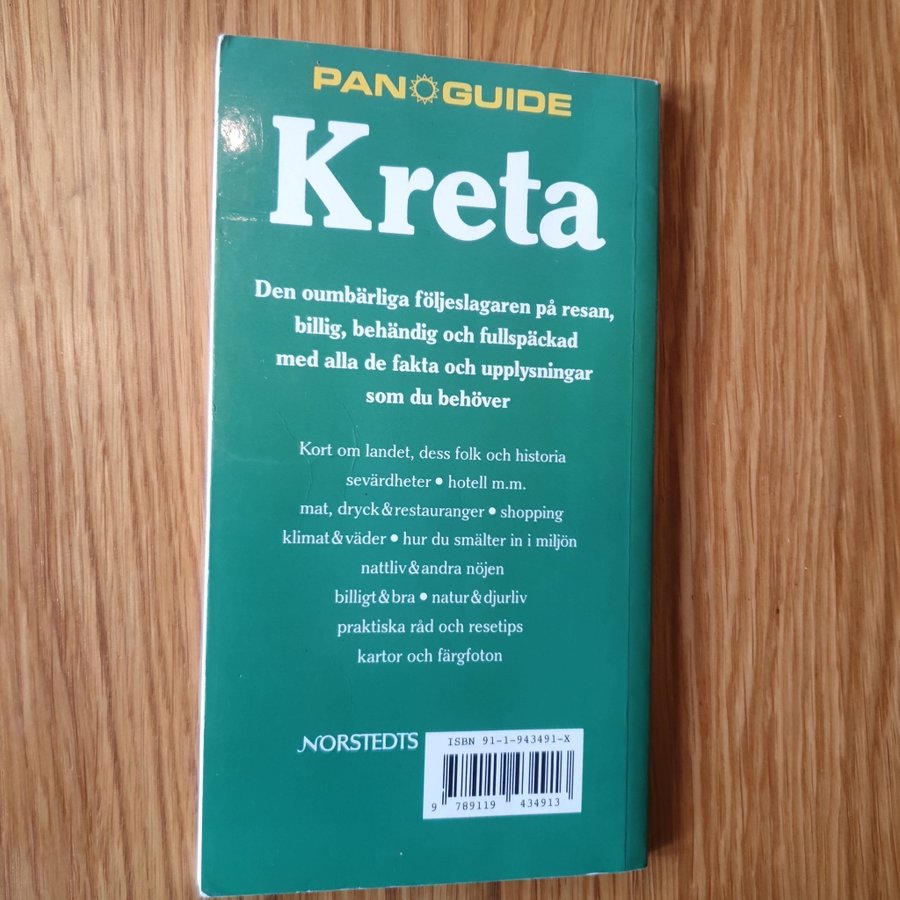 PAN GUIDE
Kreta
Den oumbärliga följeslagaren på resan,
billig, behändig och fullspäckad
med alla de fakta och upplysningar
som du behöver
Kort om landet, dess folk och historia
sevärdheter • hotell m.m.
mat, dryck & restauranger • shopping
klimat & väder • hur du smälter in i miljön
nattliv & andra nöjen
billigt & bra • natur & djurliv
praktiska råd och resetips
kartor och färgfoton
NORSTEDTS
ISBN 91-1-943491-X
9 789119 434913